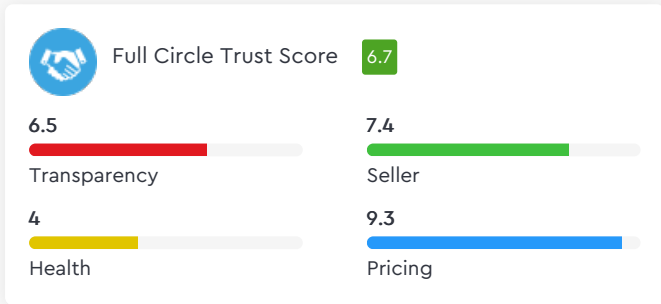 Full Circle Trust Score 6.7
6.5
Transparency
7.4
Seller
4
Health
9.3
Pricing